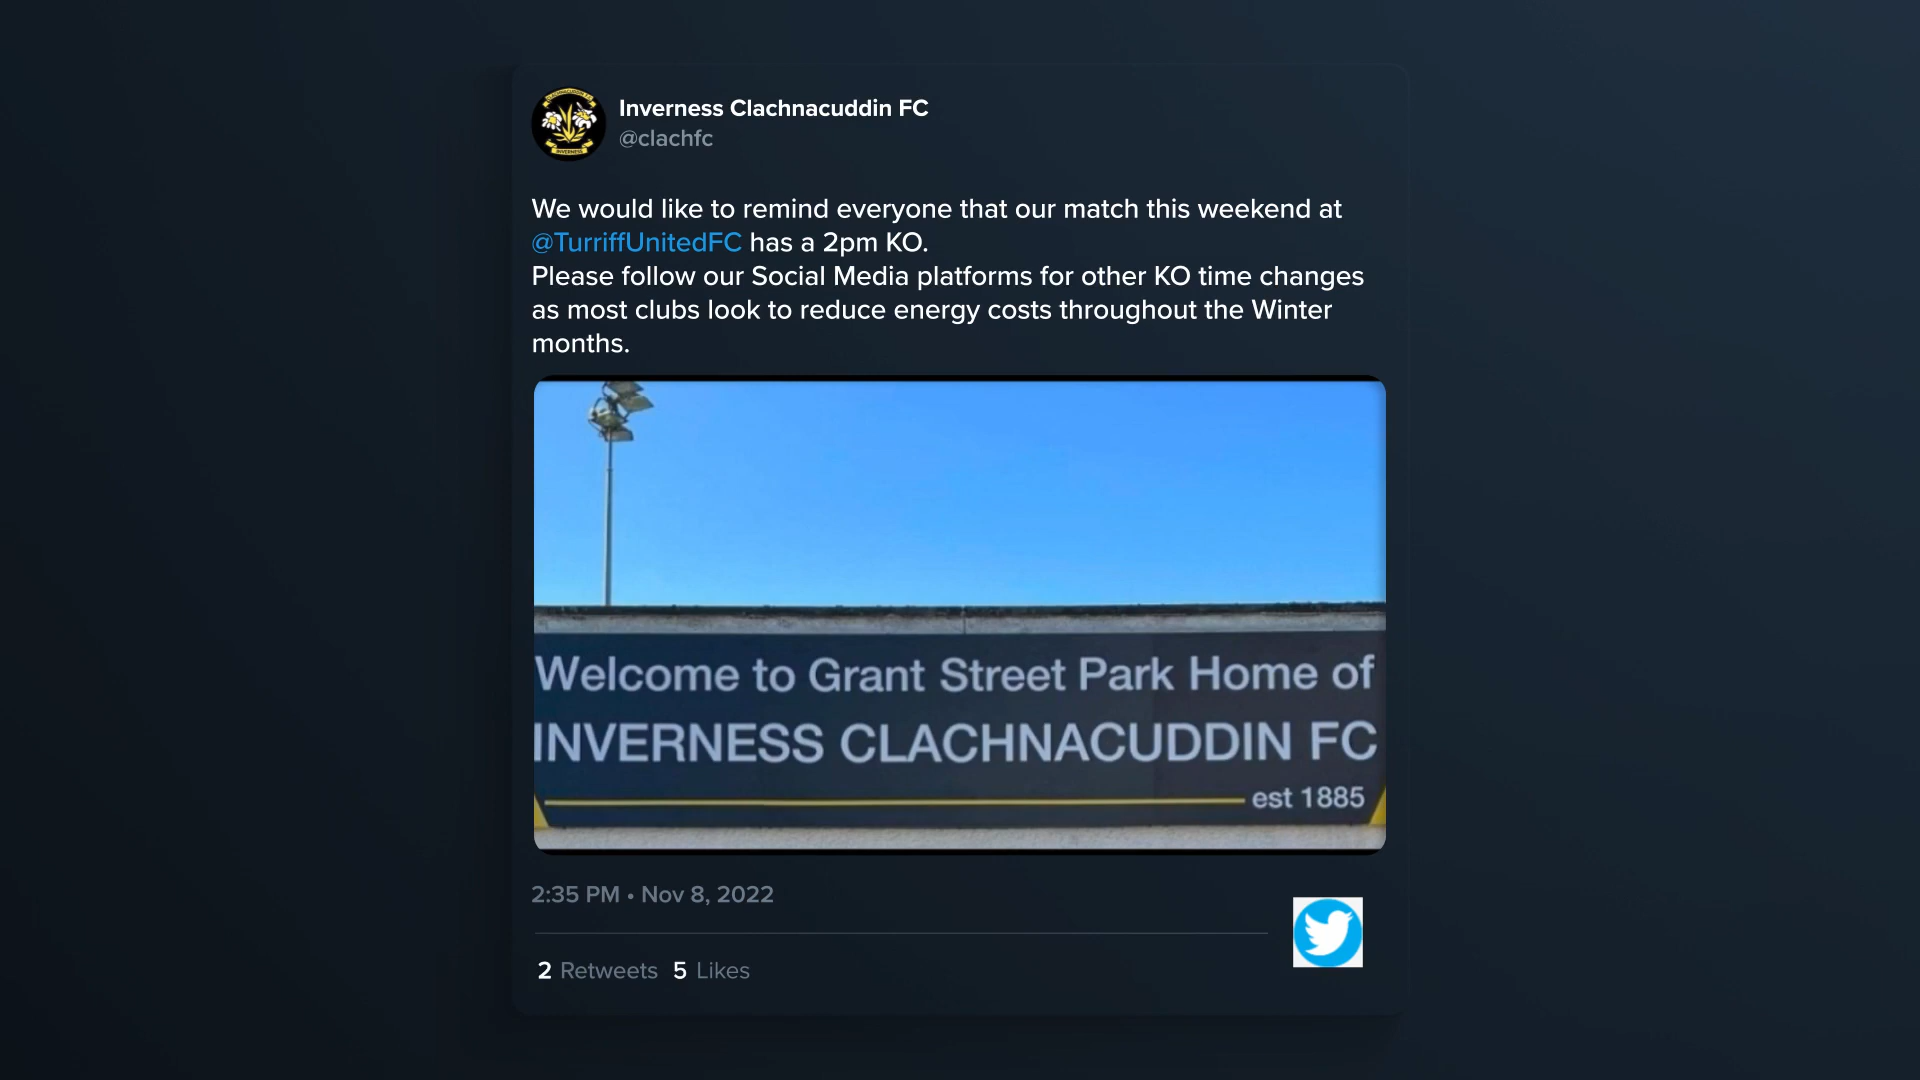 Inverness Clachnacuddin FC
@clachfc
We would like to remind everyone that our match this weekend at
@TurriffUnitedFC has a 2pm KO.
Please follow our Social Media platforms for other KO time changes
as most clubs look to reduce energy costs throughout the Winter
months.
Welcome to Grant Street Park Home of
INVERNESS CLACHNACUDDIN FC
est 1885
2:35 PM • Nov 8, 2022
2 Retweets 5 Likes